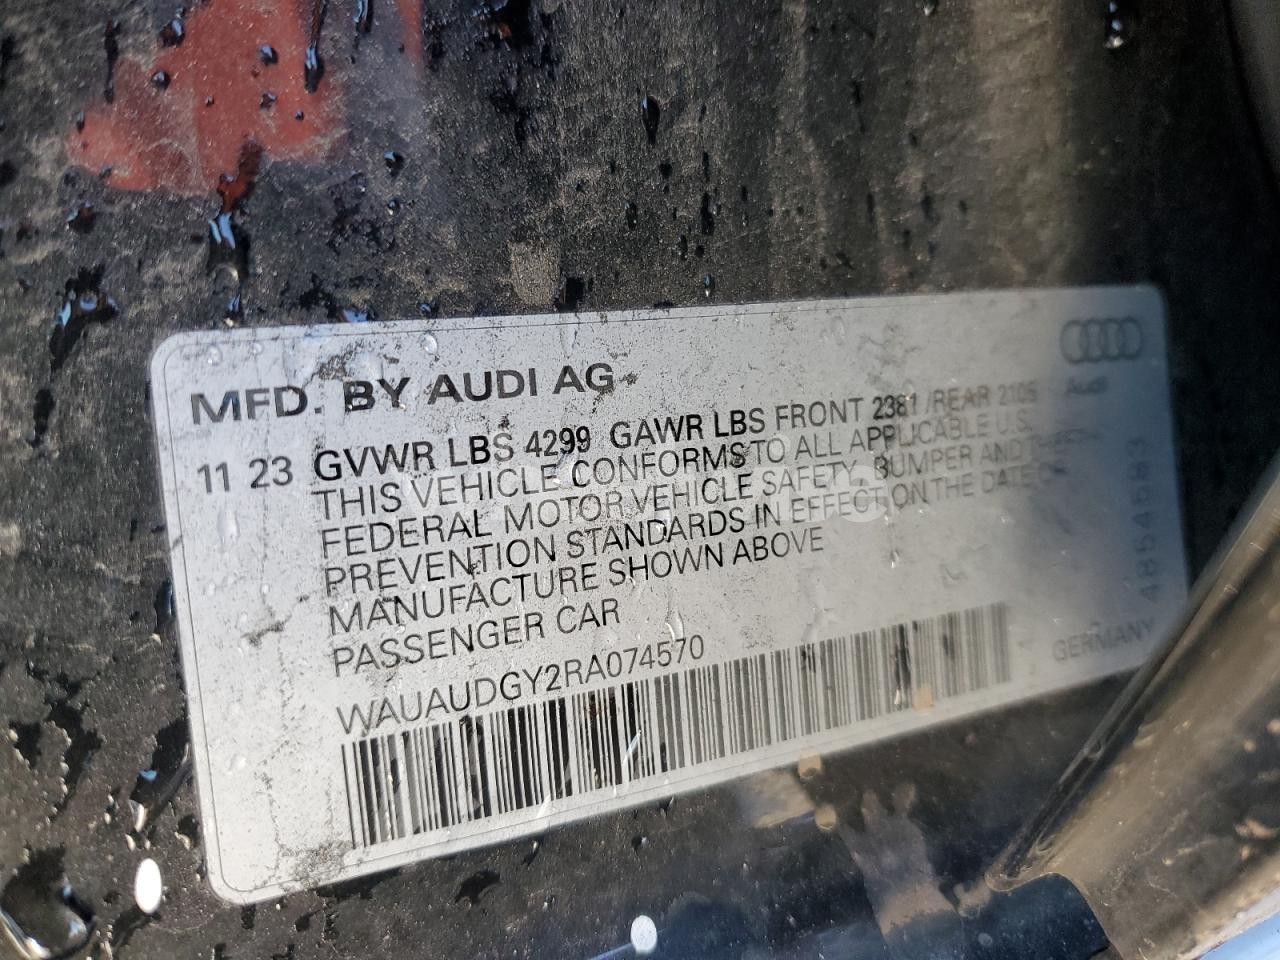 MFD. BY AUDI AG
Audi
11 23 GVWR LBS 4299 GAWR LBS FRONT 2381 /REAR 2105
THIS VEHICLE CONFORMS TO ALL APPLICABLE U.S.
FEDERAL MOTOR VEHICLE SAFETY, BUMPER AND
PREVENTION STANDARDS IN EFFECT ON THE DATE OF
MANUFACTURE SHOWN ABOVE
PASSENGER CAR
WAUAUDGY2RA074570
GERMANY
4854683